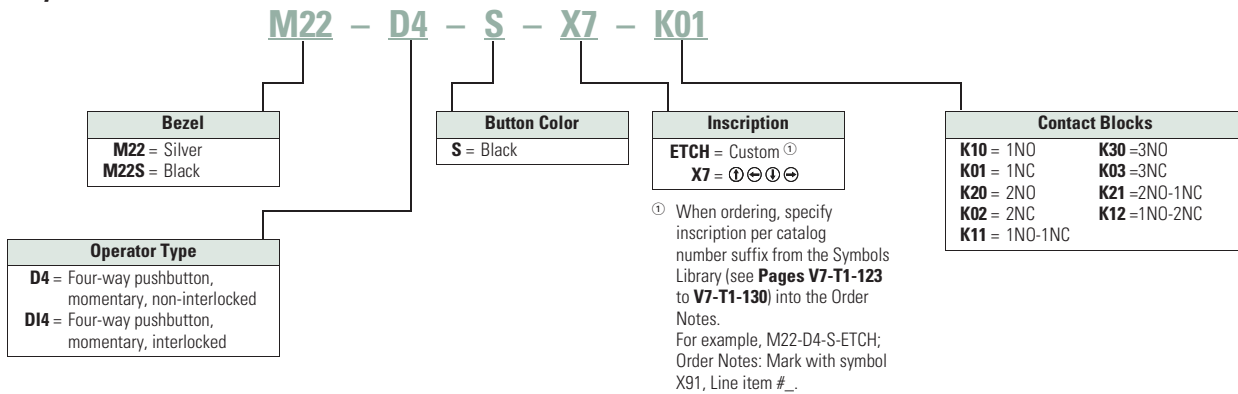 M22 – D4 – S – X7 – K01
Bezel
M22 = Silver
M22S = Black
Operator Type
D4 = Four-way pushbutton,
momentary, non-interlocked
DI4 = Four-way pushbutton,
momentary, interlocked
Button Color
S = Black
Inscription
ETCH = Custom ①
X7 = ⬆⬅⬇➡
① When ordering, specify
inscription per catalog
number suffix from the Symbols
Library (see Pages V7-T1-123
to V7-T1-130) into the Order
Notes.
For example, M22-D4-S-ETCH;
Order Notes: Mark with symbol
X91, Line item #_.
Contact Blocks
K10 = 1NO K30 =3NO
K01 = 1NC K03 =3NC
K20 = 2NO K21 =2NO-1NC
K02 = 2NC K12 =1NO-2NC
K11 = 1NO-1NC